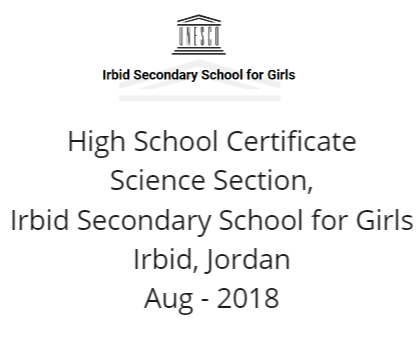 UNESCO
Irbid Secondary School for Girls
High School Certificate
Science Section,
Irbid Secondary School for Girls
Irbid, Jordan
Aug - 2018